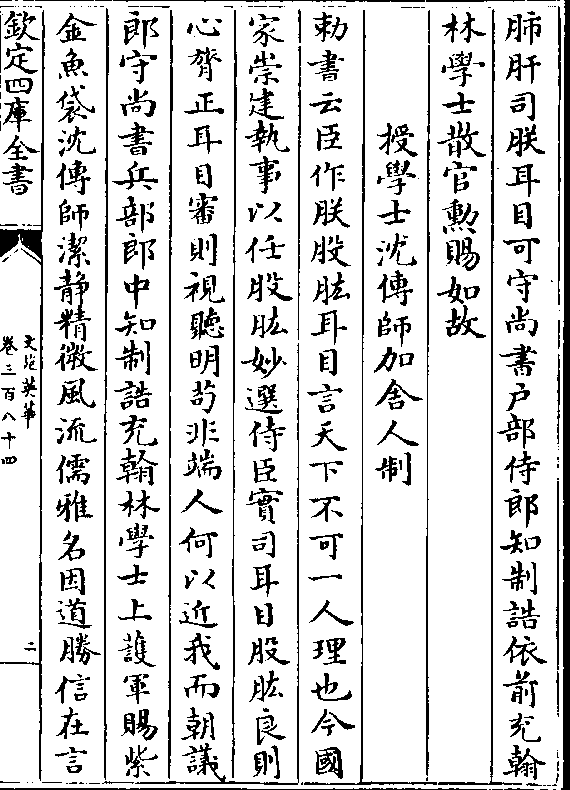 肺肝司朕耳目可守尚書户部侍郎知制誥依前充翰
林學士散官勲賜如故
授學士沈傳師加舍人制
勅書云臣作朕股肱耳目言天下不可一人理也今國
家崇建執事以任股肱妙選侍臣實司耳目股肱良則
心膂正耳目審則視聽明茍非端人何以近我而朝議
郎守尚書兵部郎中知制誥充翰林學士上護軍賜紫
金魚袋沈傳師潔静精微風流儒雅名因道勝信在言
欽定四庫全書
文苑英華
卷三百八十四
二